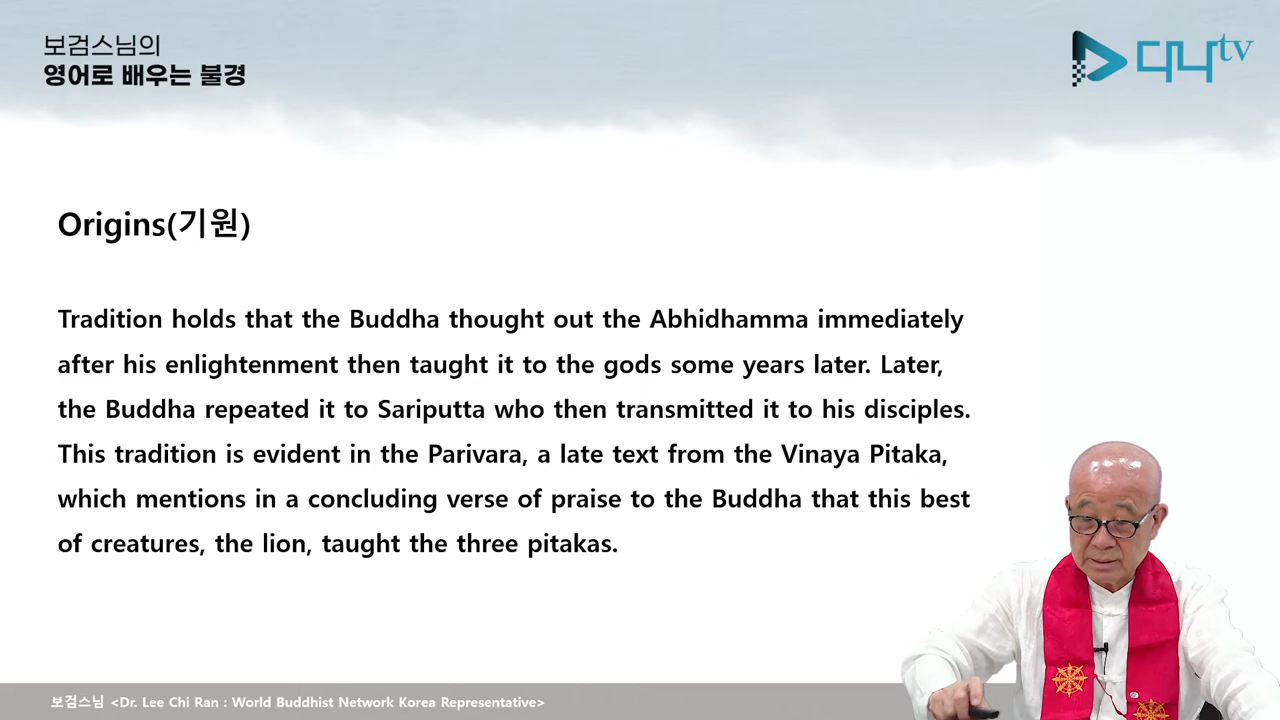 보검스님의
영어로 배우는 불경
다나tv
Origins(기원)
Tradition holds that the Buddha thought out the Abhidhamma immediately
after his enlightenment then taught it to the gods some years later. Later,
the Buddha repeated it to Sariputta who then transmitted it to his disciples.
This tradition is evident in the Parivara, a late text from the Vinaya Pitaka,
which mentions in a concluding verse of praise to the Buddha that this best
of creatures, the lion, taught the three pitakas.
보검스님 <Dr. Lee Chi Ran : World Buddhist Network Korea Representative>